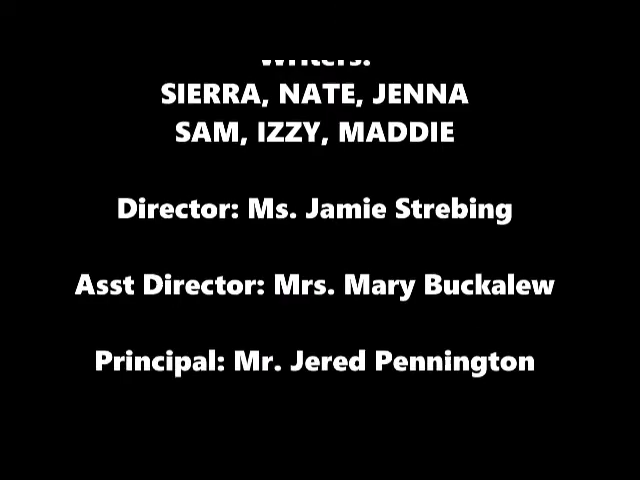 Writers:
SIERRA, NATE, JENNA
SAM, IZZY, MADDIE
Director: Ms. Jamie Strebing
Asst Director: Mrs. Mary Buckalew
Principal: Mr. Jered Pennington